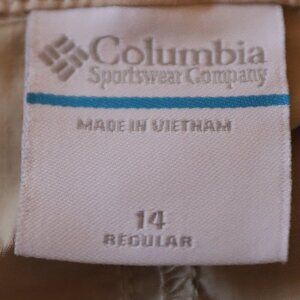 Columbia
Sportswear Company
MADE IN VIETNAM
14
REGULAR